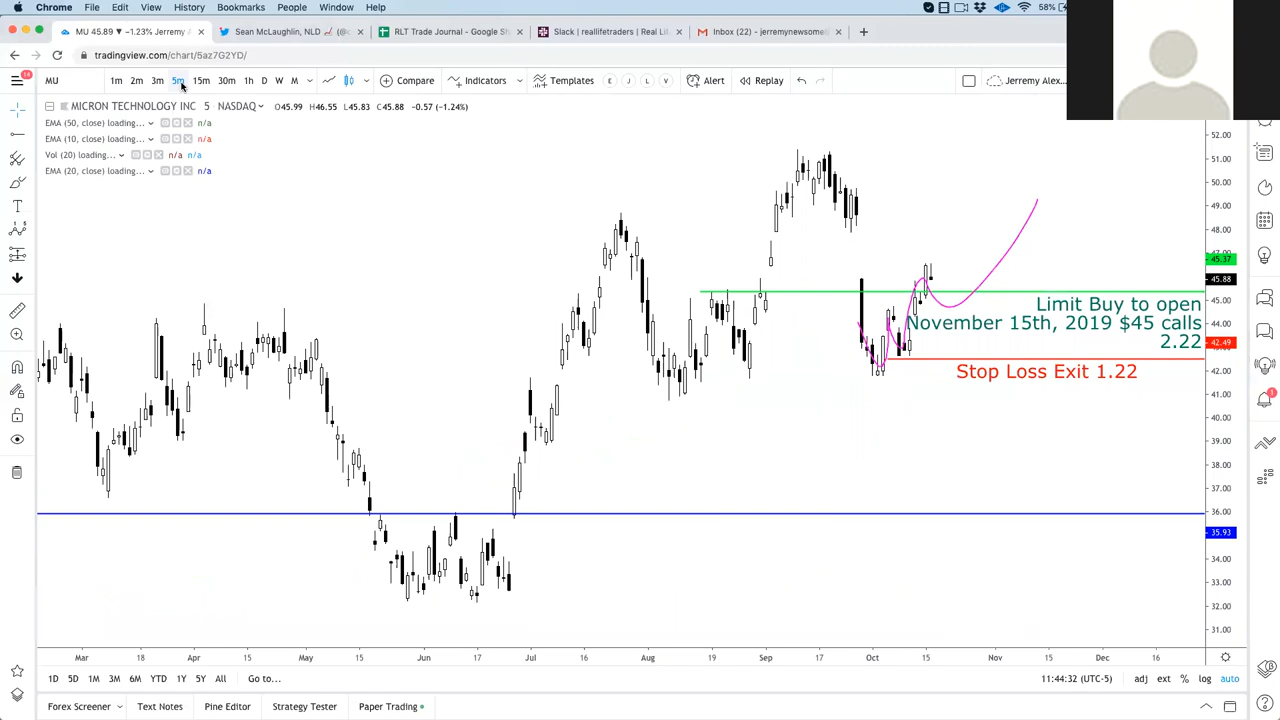 Chrome File Edit View History Bookmarks People Window Help 58%
MU 45.89 ▼ −1.23% Jeremy A
Sean McLaughlin, NLD
RLT Trade Journal - Google Sh
Slack | reallifetraders | Real Li
Inbox (22) - jeremynewsome@
tradingview.com/chart/5az7G2YD/
14
MU 1m 2m 3m 5m 15m 30m 1h D W M Compare Indicators Templates E J L V Alert Replay Jeremy Alex...
MICRON TECHNOLOGY INC 5 NASDAQ O45.99 H46.55 L45.83 C45.88 −0.57 (−1.24%)
EMA (50, close) loading... n/a
EMA (10, close) loading... n/a
Vol (20) loading... n/a n/a
EMA (20, close) loading... n/a
52.00
51.00
50.00
49.00
48.00
45.37
45.88
45.00
Limit Buy to open
November 15th, 2019 $45 calls
2.22
44.00
42.49
Stop Loss Exit 1.22
42.00
41.00
40.00
39.00
38.00
37.00
36.00
35.93
34.00
33.00
32.00
31.00
1
Mar 18 Apr 15 May 15 Jun 17 Jul 16 Aug 19 Sep 17 Oct 15 Nov 15 Dec 16
1D 5D 1M 3M 6M YTD 1Y 5Y All Go to... 11:44:32 (UTC-5) adj ext % log auto
Forex Screener Text Notes Pine Editor Strategy Tester Paper Trading